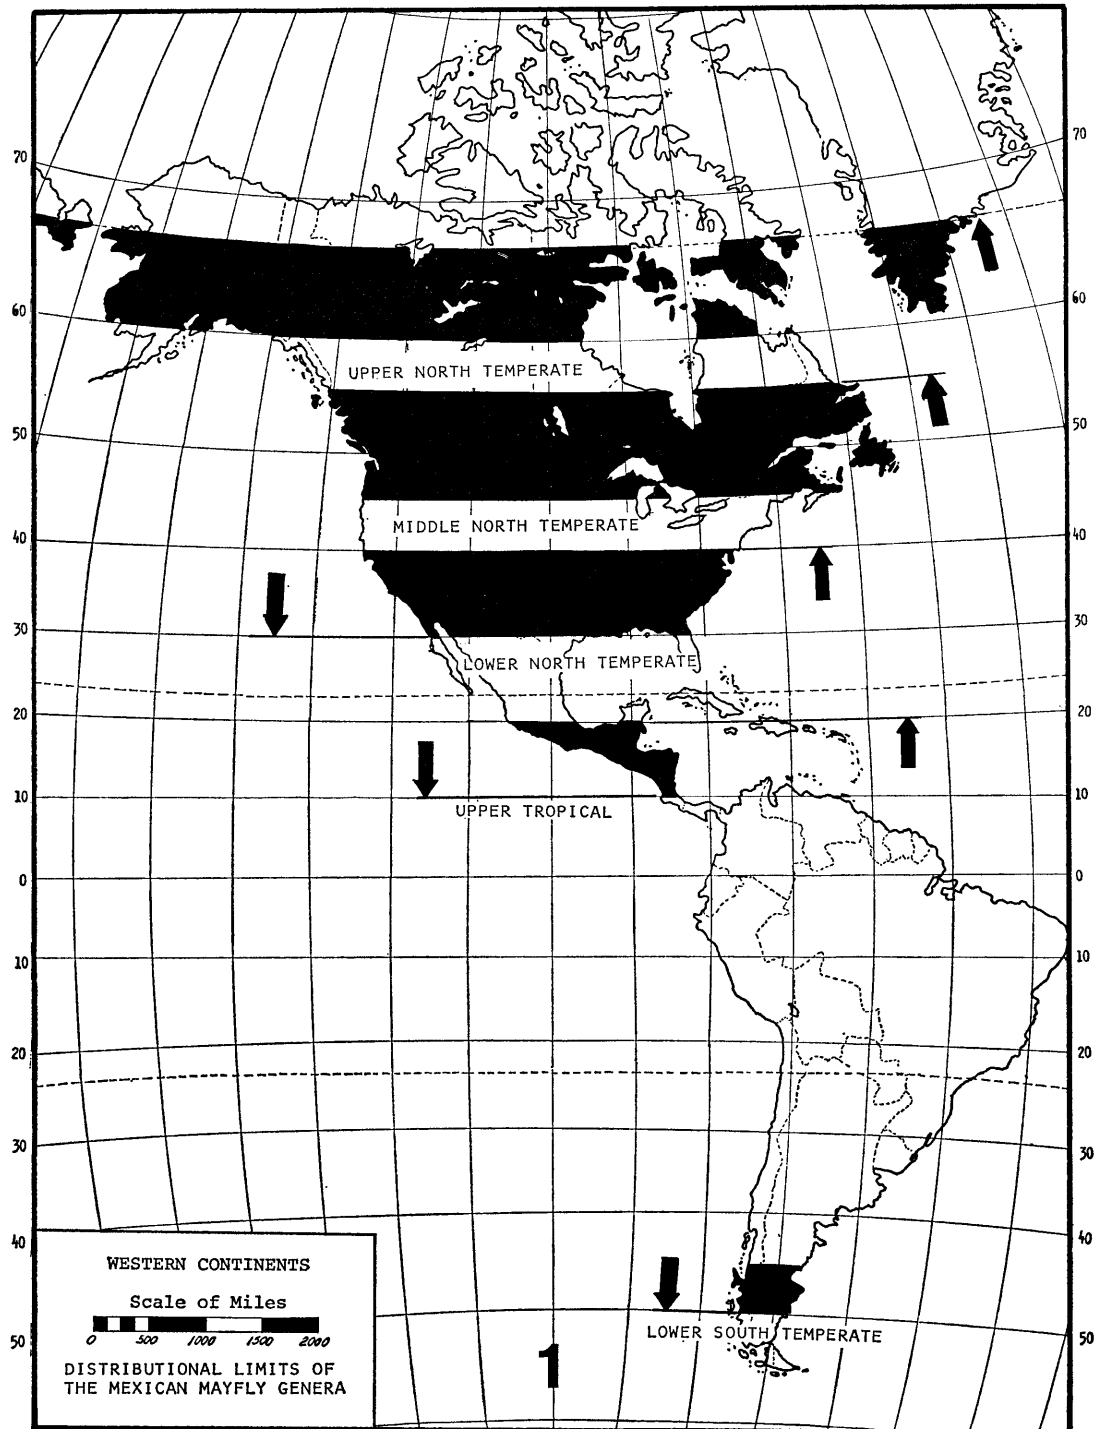 70
70
60
60
UPPER NORTH TEMPERATE
50
50
MIDDLE NORTH TEMPERATE
40
40
30
30
LOWER NORTH TEMPERATE
20
20
10
10
UPPER TROPICAL
0
0
10
10
20
20
30
30
40
40
LOWER SOUTH TEMPERATE
50
50
WESTERN CONTINENTS
Scale of Miles
0 500 1000 1500 2000
DISTRIBUTIONAL LIMITS OF
THE MEXICAN MAYFLY GENERA
1